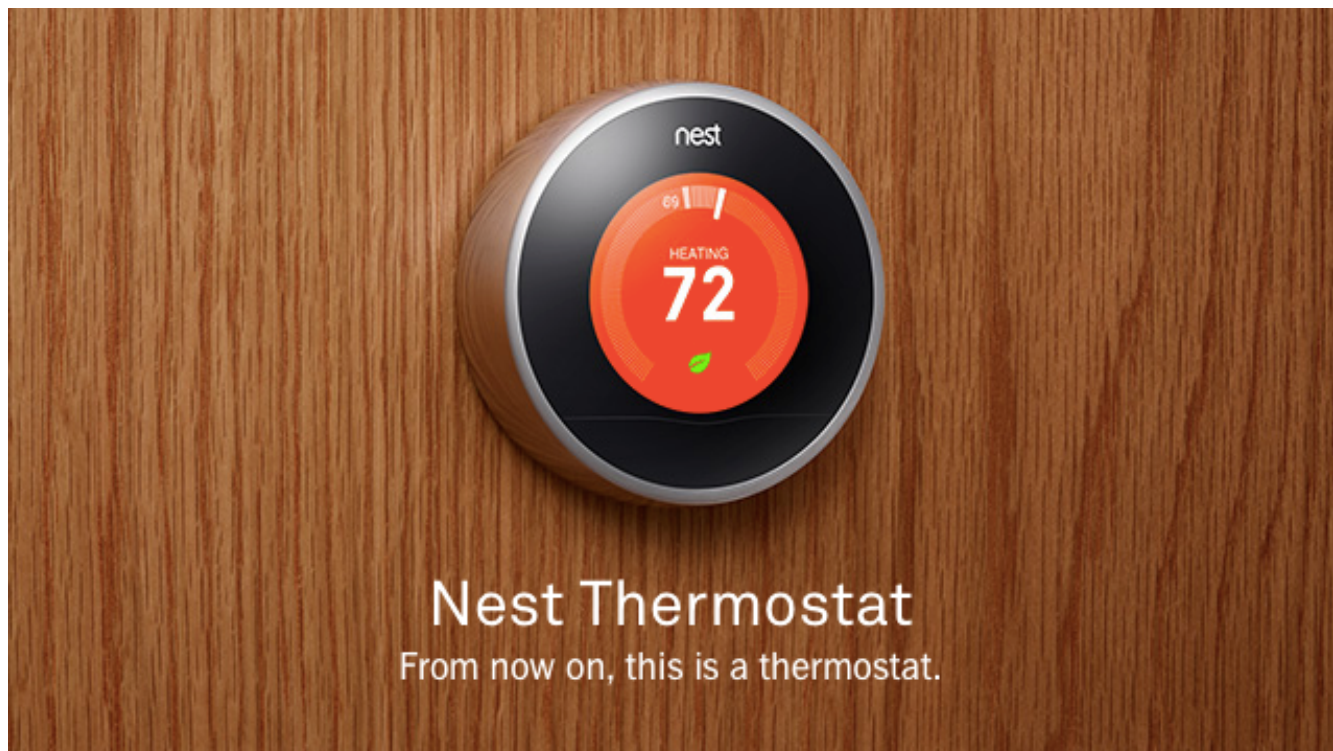 nest
69
HEATING
72
Nest Thermostat
From now on, this is a thermostat.